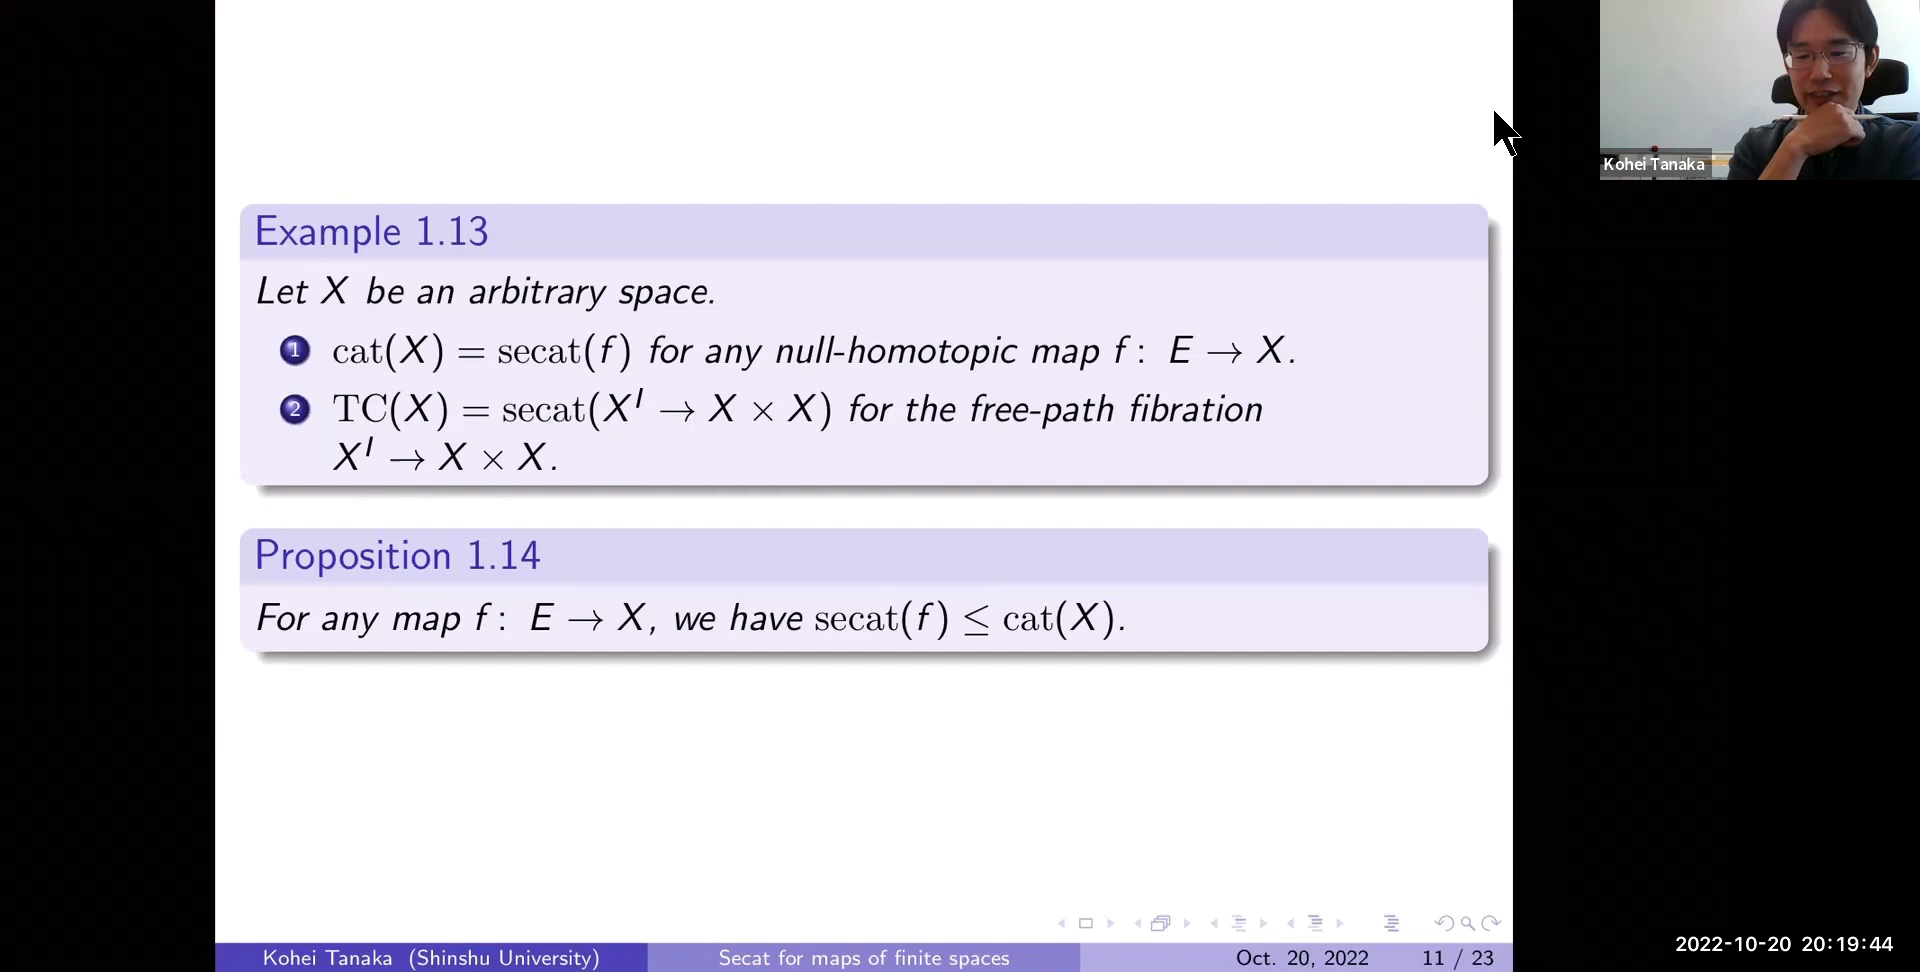 Kohei Tanaka
Example 1.13
Let X be an arbitrary space.
1 cat(X) = secat(f) for any null-homotopic map f : E → X.
2 TC(X) = secat(Xᴵ → X × X) for the free-path fibration
Xᴵ → X × X.
Proposition 1.14
For any map f : E → X, we have secat(f) ≤ cat(X).
Kohei Tanaka (Shinshu University) Secat for maps of finite spaces Oct. 20, 2022 11 / 23
2022-10-20 20:19:44